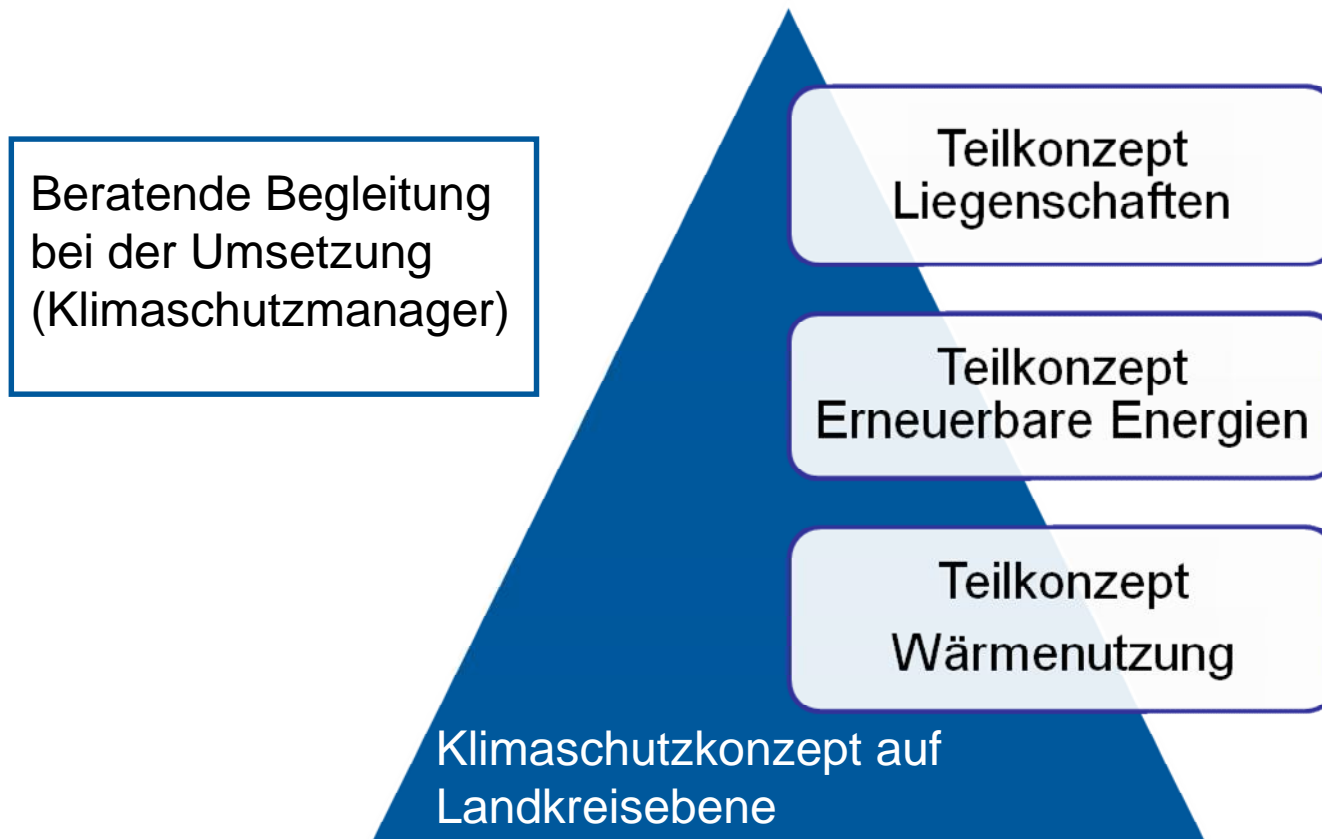 Beratende Begleitung
bei der Umsetzung
(Klimaschutzmanager)
Teilkonzept
Liegenschaften
Teilkonzept
Erneuerbare Energien
Teilkonzept
Wärmenutzung
Klimaschutzkonzept auf
Landkreisebene